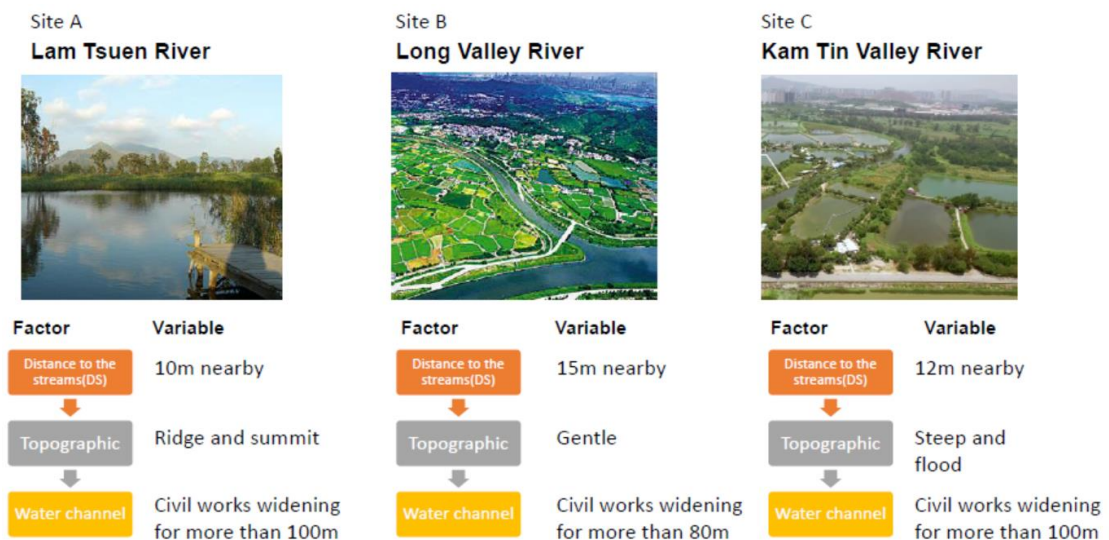 Site A
Lam Tsuen River
Factor Variable
Distance to the
streams(DS)
10m nearby
Topographic
Ridge and summit
Water channel
Civil works widening
for more than 100m
Site B
Long Valley River
Factor Variable
Distance to the
streams(DS)
15m nearby
Topographic
Gentle
Water channel
Civil works widening
for more than 80m
Site C
Kam Tin Valley River
Factor Variable
Distance to the
streams(DS)
12m nearby
Topographic
Steep and
flood
Water channel
Civil works widening
for more than 100m